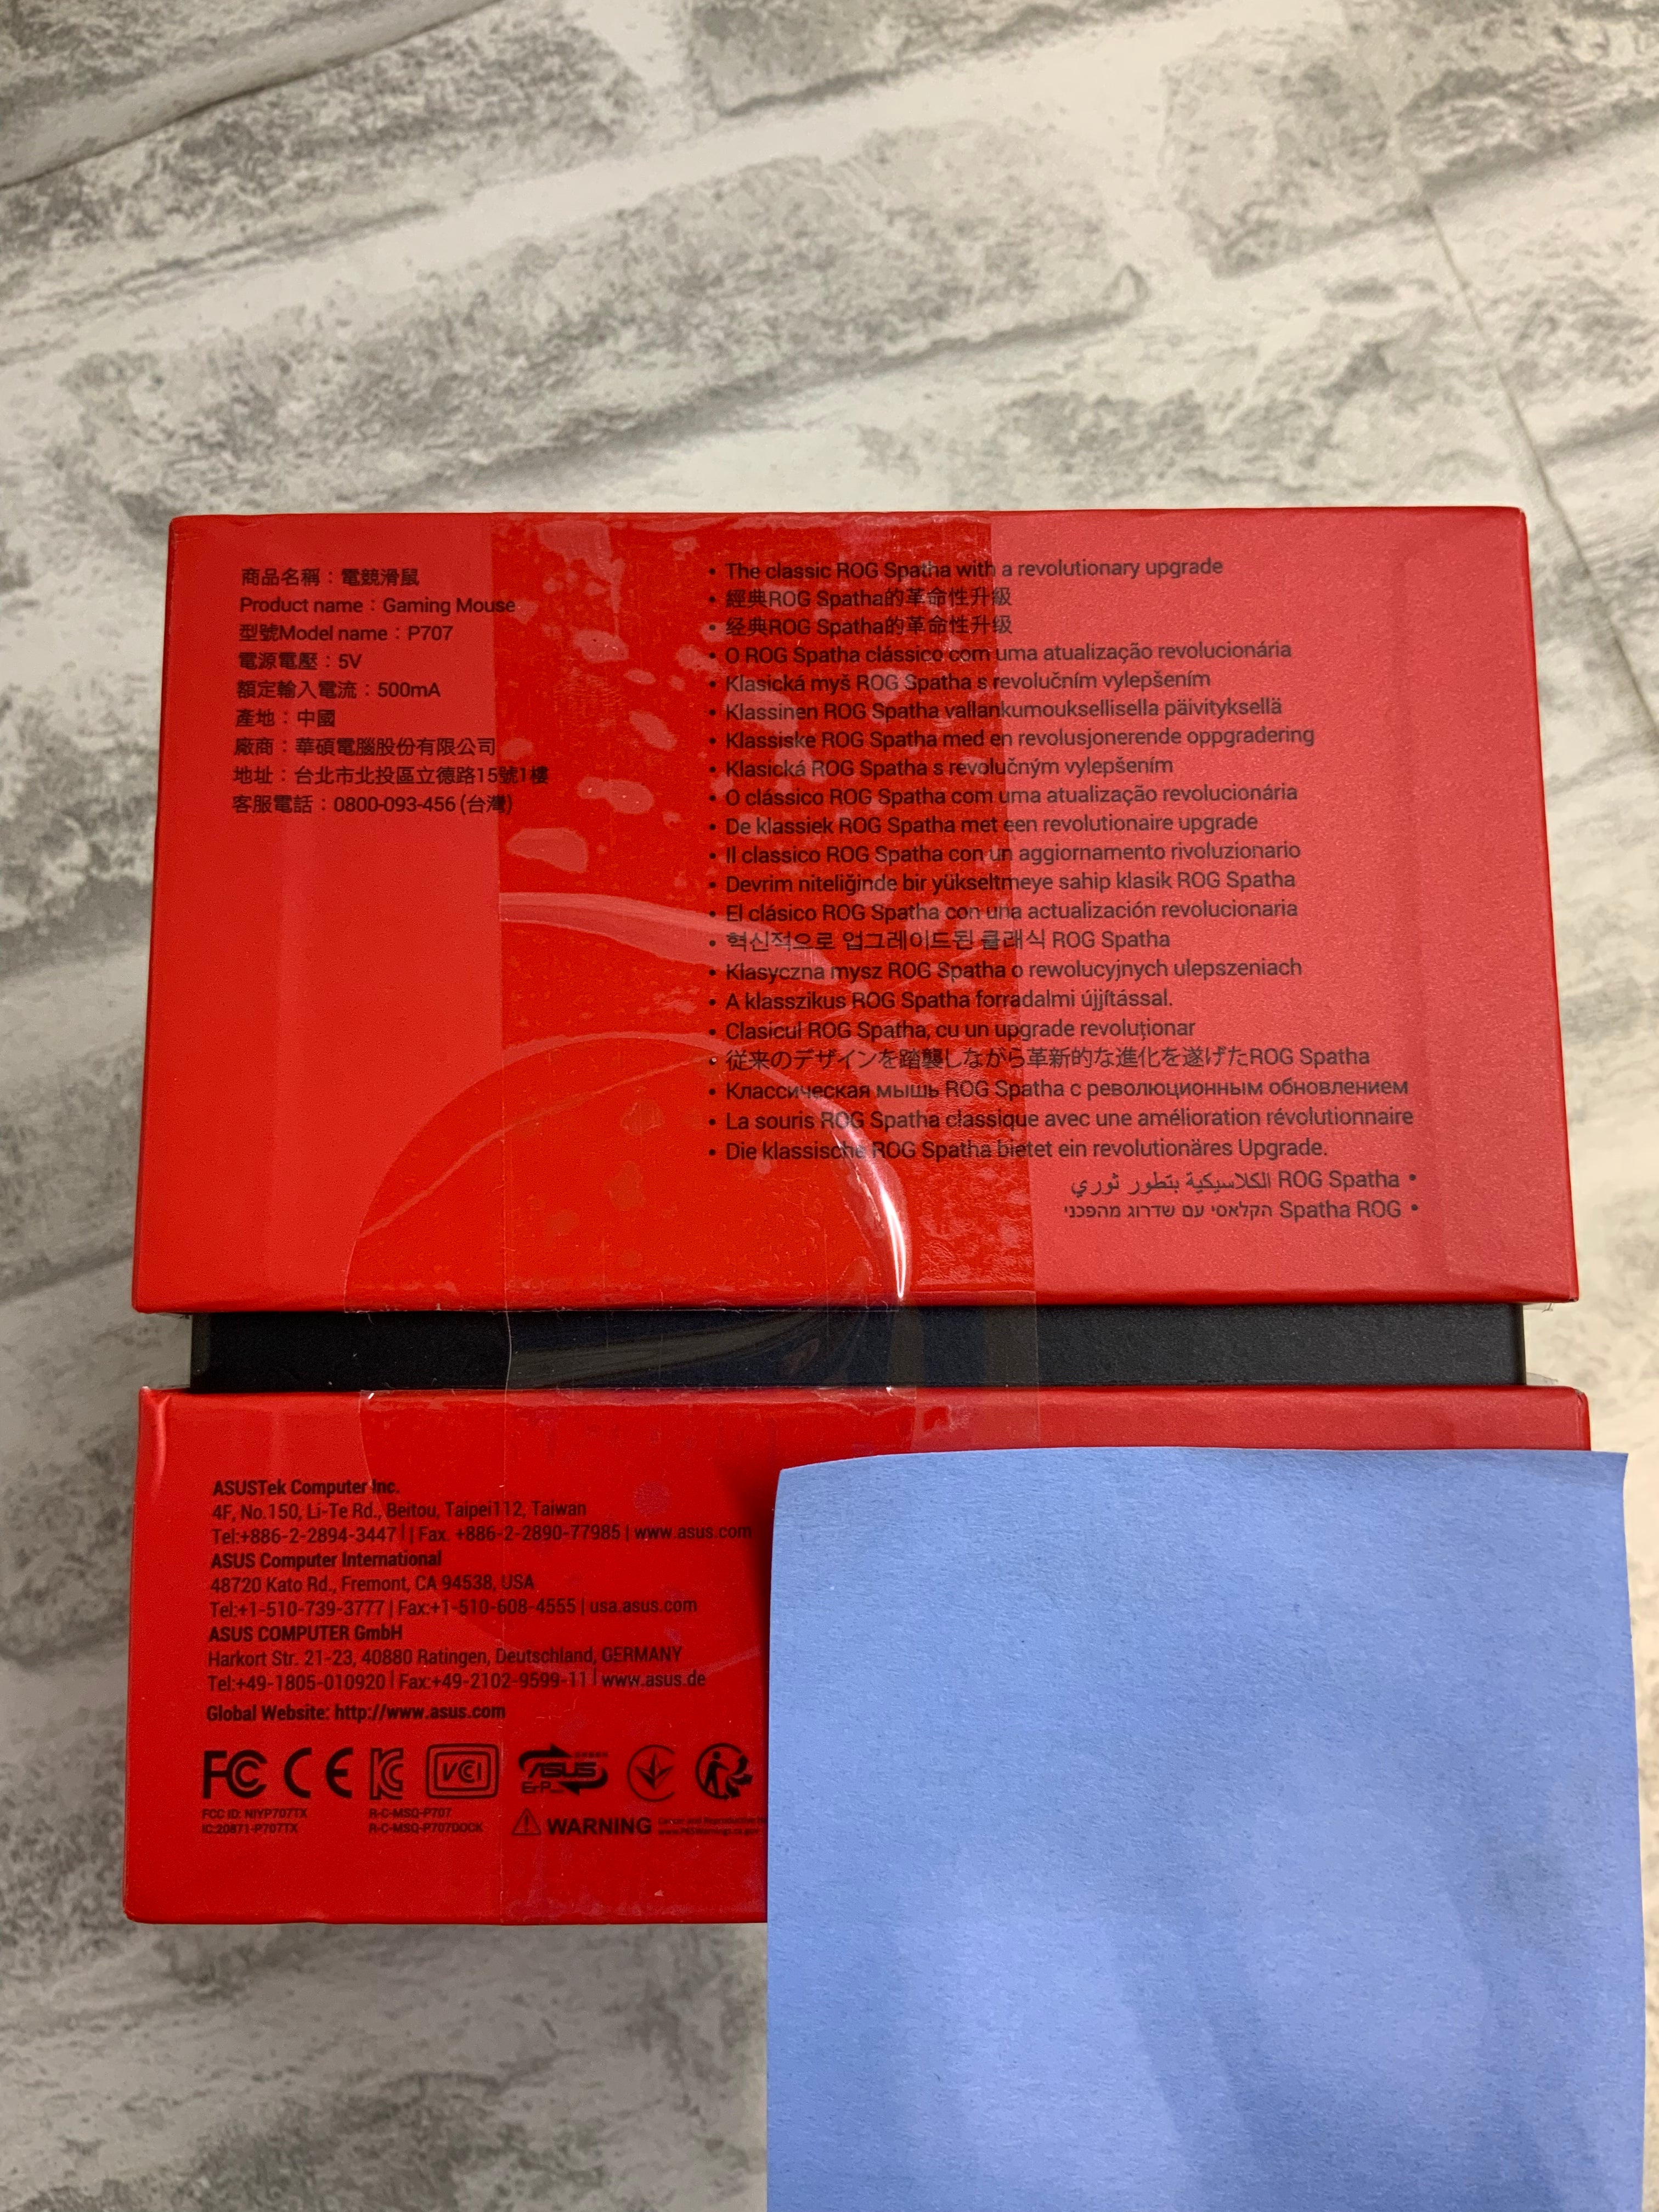 商品名稱：電競滑鼠
Product name：Gaming Mouse
型號Model name：P707
電源電壓：5V
額定輸入電流：500mA
產地：中國
廠商：華碩電腦股份有限公司
地址：台北市北投區立德路15號1樓
客服電話：0800-093-456 (台灣)
• The classic ROG Spatha with a revolutionary upgrade
• 經典ROG Spatha的革命性升級
• 经典ROG Spatha的革命性升级
• O ROG Spatha clássico com uma atualização revolucionária
• Klasická myš ROG Spatha s revolučním vylepšením
• Klassinen ROG Spatha vallankumouksellisella päivityksellä
• Klassiske ROG Spatha med en revolusjonerende oppgradering
• Klasická ROG Spatha s revolučným vylepšením
• O clássico ROG Spatha com uma atualização revolucionária
• De klassiek ROG Spatha met een revolutionaire upgrade
• Il classico ROG Spatha con un aggiornamento rivoluzionario
• Devrim niteliğinde bir yükseltmeye sahip klasik ROG Spatha
• El clásico ROG Spatha con una actualización revolucionaria
• 혁신적으로 업그레이드된 클래식 ROG Spatha
• Klasyczna mysz ROG Spatha o rewolucyjnych ulepszeniach
• A klasszikus ROG Spatha forradalmi újjítással.
• Clasicul ROG Spatha, cu un upgrade revoluționar
• 従来のデザインを踏襲しながら革新的な進化を遂げたROG Spatha
• Классическая мышь ROG Spatha с революционным обновлением
• La souris ROG Spatha classique avec une amélioration révolutionnaire
• Die klassische ROG Spatha bietet ein revolutionäres Upgrade.
• ROG Spatha الكلاسيكية بتطور ثوري
• Spatha ROG הקלאסי עם שדרוג מהפכני
ASUSTek Computer Inc.
4F, No.150, Li-Te Rd., Beitou, Taipei112, Taiwan
Tel:+886-2-2894-3447 | | Fax. +886-2-2890-77985 | www.asus.com
ASUS Computer International
48720 Kato Rd., Fremont, CA 94538, USA
Tel:+1-510-739-3777 | Fax:+1-510-608-4555 | usa.asus.com
ASUS COMPUTER GmbH
Harkort Str. 21-23, 40880 Ratingen, Deutschland, GERMANY
Tel:+49-1805-010920 | Fax:+49-2102-9599-11 | www.asus.de
Global Website: http://www.asus.com
FC CE KC VCCI ASUS ErP
FCC ID: NIYP707TX
IC:20871-P707TX
R-C-MSQ-P707
R-C-MSQ-P707DOCK
WARNING
Cancer and Reproductive
www.P65Warnings.ca.gov